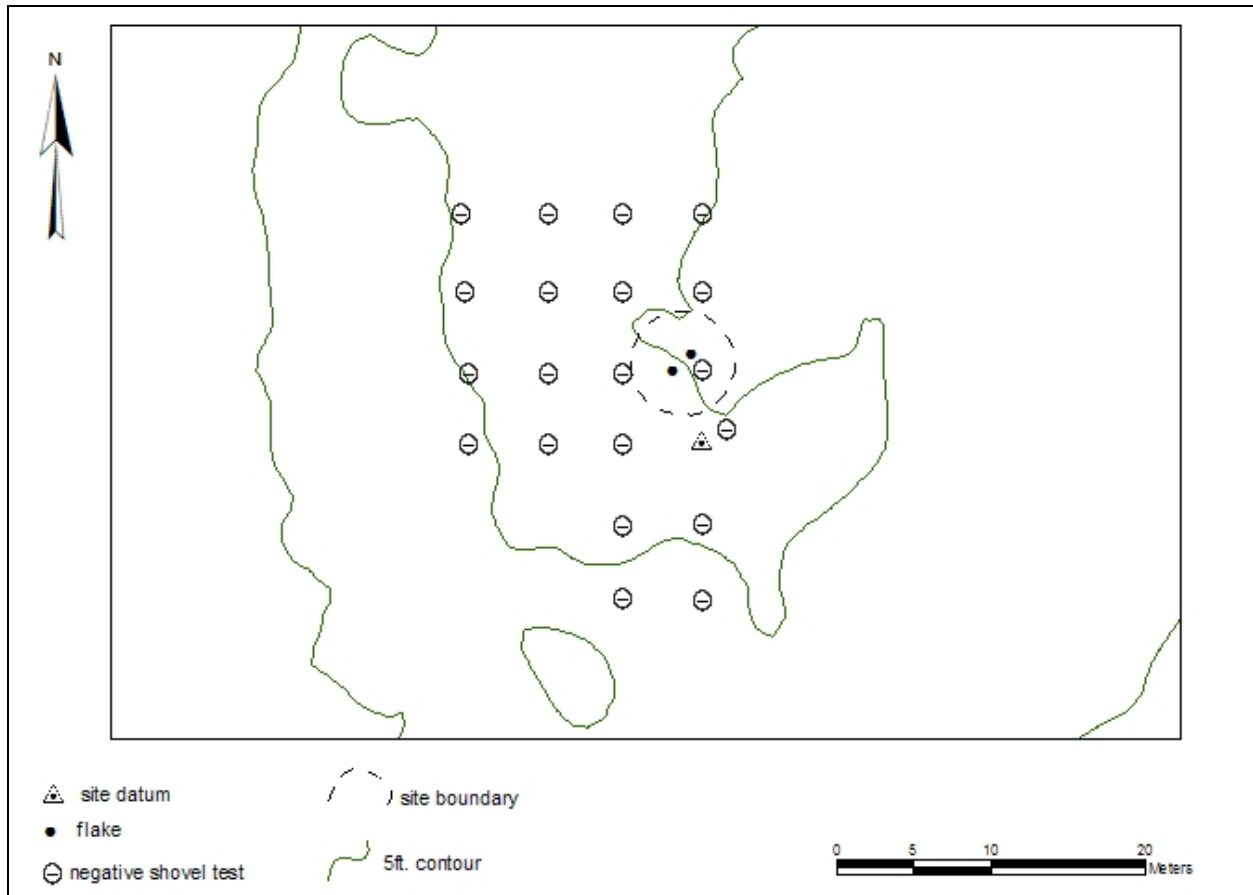 N
site datum
flake
negative shovel test
site boundary
5ft. contour
0 5 10 20
Meters